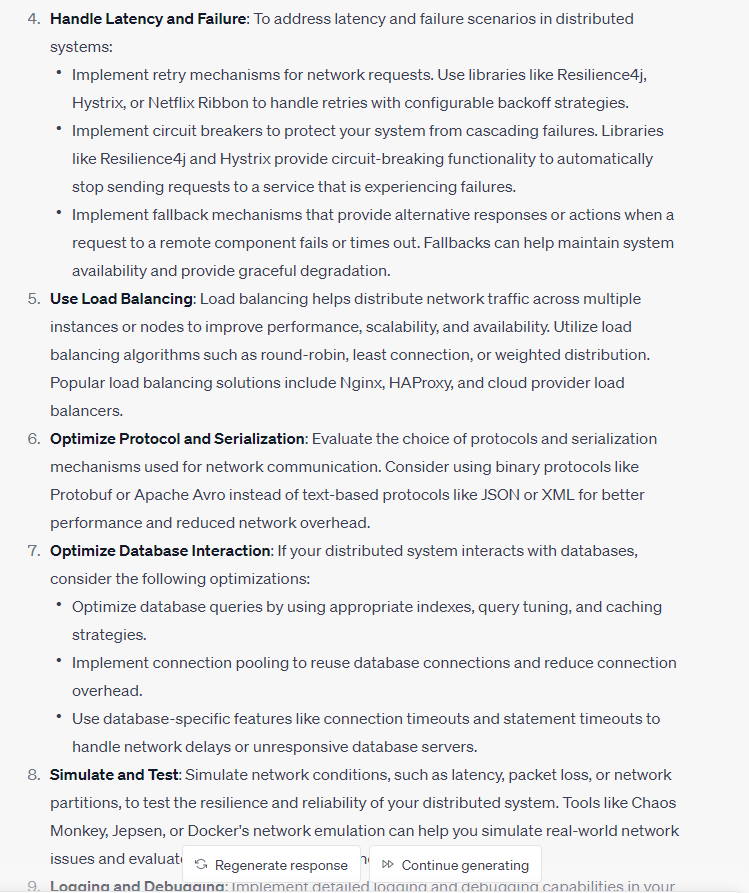 4. Handle Latency and Failure: To address latency and failure scenarios in distributed
systems:
• Implement retry mechanisms for network requests. Use libraries like Resilience4j,
Hystrix, or Netflix Ribbon to handle retries with configurable backoff strategies.
• Implement circuit breakers to protect your system from cascading failures. Libraries
like Resilience4j and Hystrix provide circuit-breaking functionality to automatically
stop sending requests to a service that is experiencing failures.
• Implement fallback mechanisms that provide alternative responses or actions when a
request to a remote component fails or times out. Fallbacks can help maintain system
availability and provide graceful degradation.
5. Use Load Balancing: Load balancing helps distribute network traffic across multiple
instances or nodes to improve performance, scalability, and availability. Utilize load
balancing algorithms such as round-robin, least connection, or weighted distribution.
Popular load balancing solutions include Nginx, HAProxy, and cloud provider load
balancers.
6. Optimize Protocol and Serialization: Evaluate the choice of protocols and serialization
mechanisms used for network communication. Consider using binary protocols like
Protobuf or Apache Avro instead of text-based protocols like JSON or XML for better
performance and reduced network overhead.
7. Optimize Database Interaction: If your distributed system interacts with databases,
consider the following optimizations:
• Optimize database queries by using appropriate indexes, query tuning, and caching
strategies.
• Implement connection pooling to reuse database connections and reduce connection
overhead.
• Use database-specific features like connection timeouts and statement timeouts to
handle network delays or unresponsive database servers.
8. Simulate and Test: Simulate network conditions, such as latency, packet loss, or network
partitions, to test the resilience and reliability of your distributed system. Tools like Chaos
Monkey, Jepsen, or Docker's network emulation can help you simulate real-world network
issues and
Regenerate response
Continue generating
9. Logging and Debugging: Implement detailed logging and debugging capabilities in your